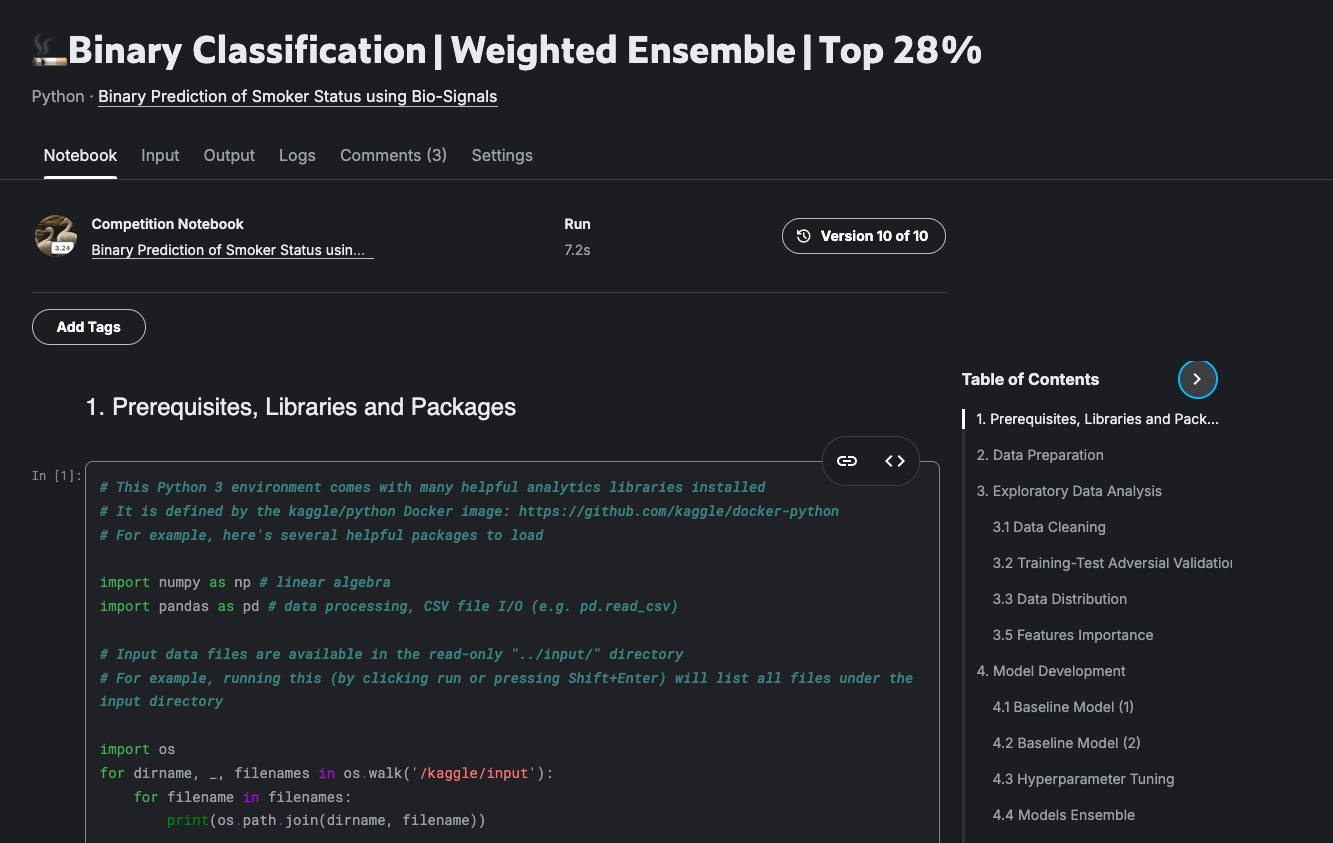 Binary Classification | Weighted Ensemble | Top 28%
Python · Binary Prediction of Smoker Status using Bio-Signals
Notebook Input Output Logs Comments (3) Settings
Competition Notebook
Binary Prediction of Smoker Status usin...
3.24
Run
7.2s
Version 10 of 10
Add Tags
1. Prerequisites, Libraries and Packages
In [1]:
# This Python 3 environment comes with many helpful analytics libraries installed
# It is defined by the kaggle/python Docker image: https://github.com/kaggle/docker-python
# For example, here's several helpful packages to load
import numpy as np # linear algebra
import pandas as pd # data processing, CSV file I/O (e.g. pd.read_csv)
# Input data files are available in the read-only "../input/" directory
# For example, running this (by clicking run or pressing Shift+Enter) will list all files under the
input directory
import os
for dirname, _, filenames in os.walk('/kaggle/input'):
    for filename in filenames:
        print(os.path.join(dirname, filename))
Table of Contents
1. Prerequisites, Libraries and Pack...
2. Data Preparation
3. Exploratory Data Analysis
3.1 Data Cleaning
3.2 Training-Test Adversial Validation
3.3 Data Distribution
3.5 Features Importance
4. Model Development
4.1 Baseline Model (1)
4.2 Baseline Model (2)
4.3 Hyperparameter Tuning
4.4 Models Ensemble